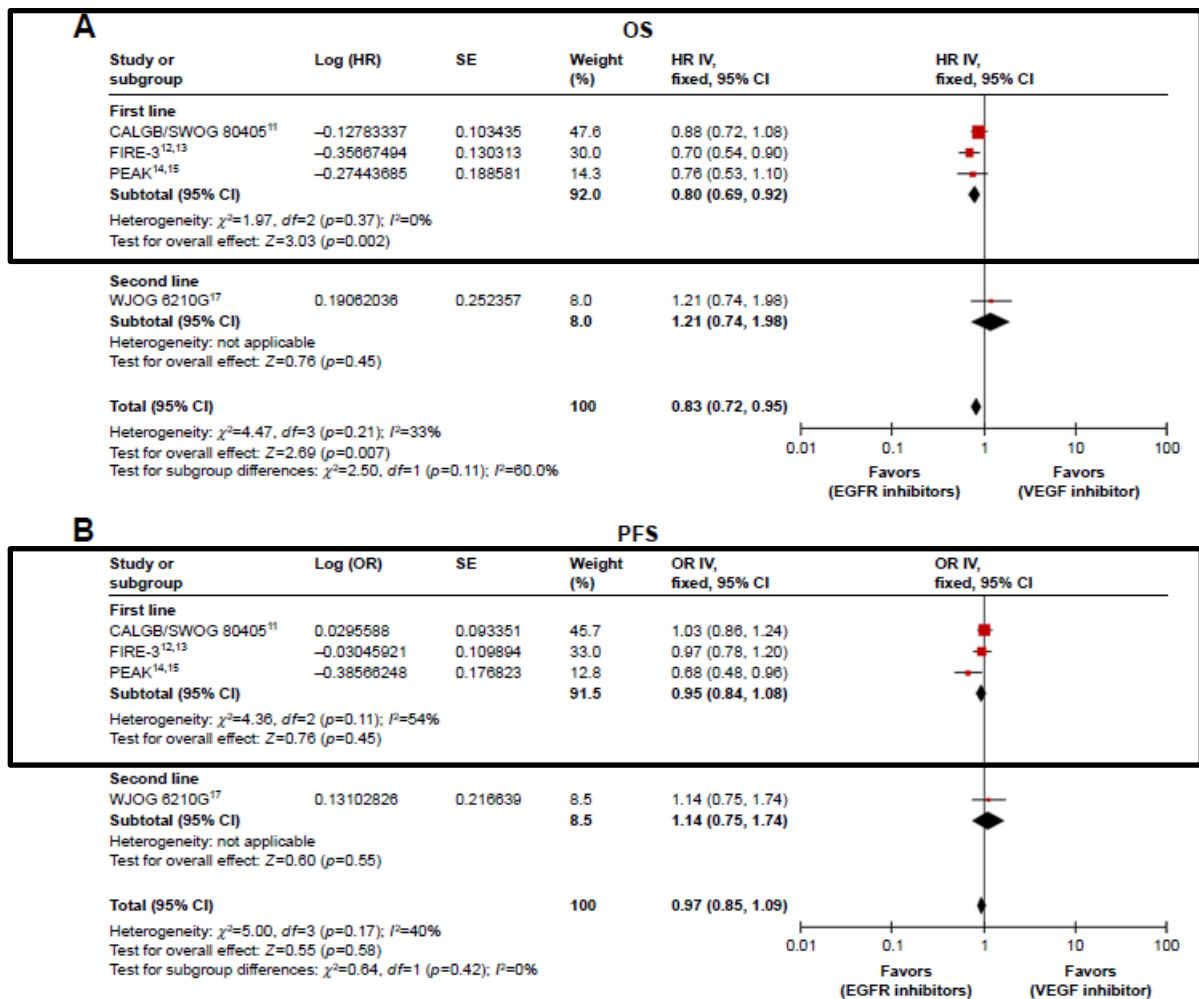 A
OS
Study or subgroup Log (HR) SE Weight (%) HR IV, fixed, 95% CI HR IV, fixed, 95% CI
First line
CALGB/SWOG 80405¹¹ –0.12783337 0.103435 47.6 0.88 (0.72, 1.08)
FIRE-3¹²,¹³ –0.35667494 0.130313 30.0 0.70 (0.54, 0.90)
PEAK¹⁴,¹⁵ –0.27443685 0.188581 14.3 0.76 (0.53, 1.10)
Subtotal (95% CI) 92.0 0.80 (0.69, 0.92)
Heterogeneity: χ²=1.97, df=2 (p=0.37); I²=0%
Test for overall effect: Z=3.03 (p=0.002)
Second line
WJOG 6210G¹⁷ 0.19062036 0.252357 8.0 1.21 (0.74, 1.98)
Subtotal (95% CI) 8.0 1.21 (0.74, 1.98)
Heterogeneity: not applicable
Test for overall effect: Z=0.76 (p=0.45)
Total (95% CI) 100 0.83 (0.72, 0.95)
Heterogeneity: χ²=4.47, df=3 (p=0.21); I²=33%
Test for overall effect: Z=2.69 (p=0.007)
Test for subgroup differences: χ²=2.50, df=1 (p=0.11); I²=60.0%
0.01 0.1 1 10 100
Favors (EGFR inhibitors) Favors (VEGF inhibitor)
B
PFS
Study or subgroup Log (OR) SE Weight (%) OR IV, fixed, 95% CI OR IV, fixed, 95% CI
First line
CALGB/SWOG 80405¹¹ 0.0295588 0.093351 45.7 1.03 (0.86, 1.24)
FIRE-3¹²,¹³ –0.03045921 0.109894 33.0 0.97 (0.78, 1.20)
PEAK¹⁴,¹⁵ –0.38566248 0.176823 12.8 0.68 (0.48, 0.96)
Subtotal (95% CI) 91.5 0.95 (0.84, 1.08)
Heterogeneity: χ²=4.36, df=2 (p=0.11); I²=54%
Test for overall effect: Z=0.76 (p=0.45)
Second line
WJOG 6210G¹⁷ 0.13102826 0.216639 8.5 1.14 (0.75, 1.74)
Subtotal (95% CI) 8.5 1.14 (0.75, 1.74)
Heterogeneity: not applicable
Test for overall effect: Z=0.60 (p=0.55)
Total (95% CI) 100 0.97 (0.85, 1.09)
Heterogeneity: χ²=5.00, df=3 (p=0.17); I²=40%
Test for overall effect: Z=0.55 (p=0.58)
Test for subgroup differences: χ²=0.64, df=1 (p=0.42); I²=0%
0.01 0.1 1 10 100
Favors (EGFR inhibitors) Favors (VEGF inhibitor)